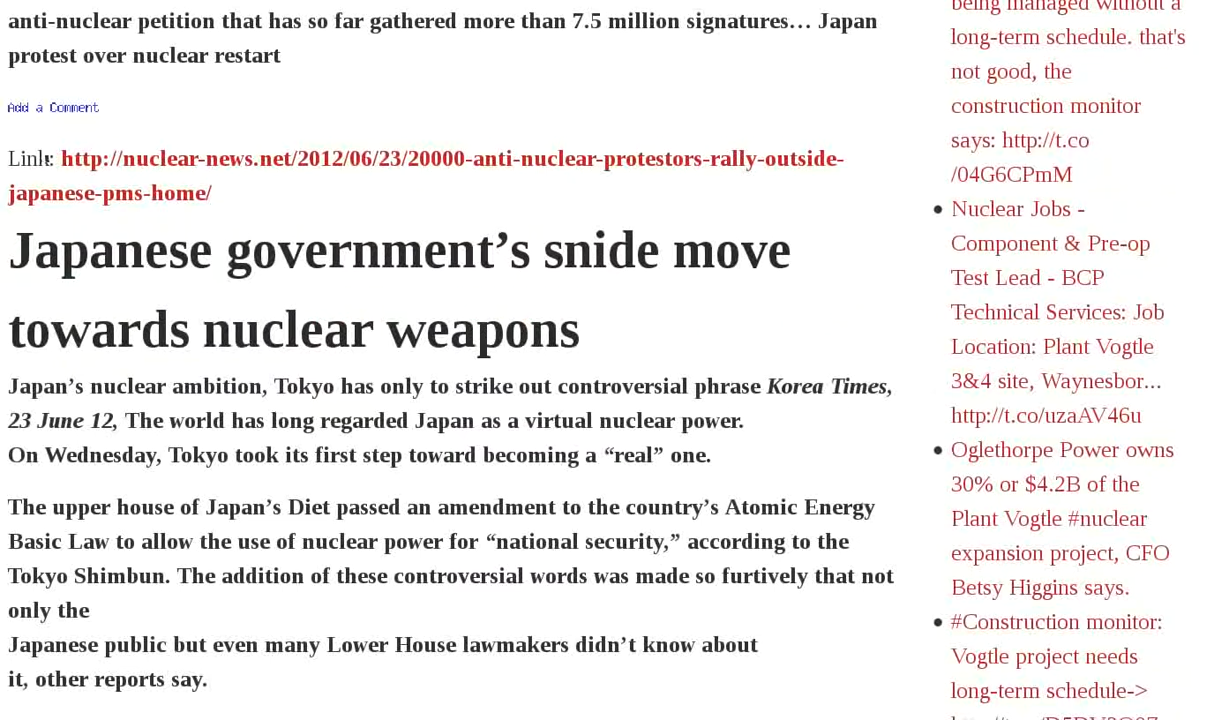 anti-nuclear petition that has so far gathered more than 7.5 million signatures… Japan
protest over nuclear restart
Add a Comment
Link: http://nuclear-news.net/2012/06/23/20000-anti-nuclear-protestors-rally-outside-
japanese-pms-home/
Japanese government’s snide move
towards nuclear weapons
Japan’s nuclear ambition, Tokyo has only to strike out controversial phrase Korea Times,
23 June 12, The world has long regarded Japan as a virtual nuclear power.
On Wednesday, Tokyo took its first step toward becoming a “real” one.
The upper house of Japan’s Diet passed an amendment to the country’s Atomic Energy
Basic Law to allow the use of nuclear power for “national security,” according to the
Tokyo Shimbun. The addition of these controversial words was made so furtively that not
only the
Japanese public but even many Lower House lawmakers didn’t know about
it, other reports say.
being managed without a
long-term schedule. that's
not good, the
construction monitor
says: http://t.co
/04G6CPmM
Nuclear Jobs -
Component & Pre-op
Test Lead - BCP
Technical Services: Job
Location: Plant Vogtle
3&4 site, Waynesbor...
http://t.co/uzaAV46u
Oglethorpe Power owns
30% or $4.2B of the
Plant Vogtle #nuclear
expansion project, CFO
Betsy Higgins says.
#Construction monitor:
Vogtle project needs
long-term schedule->